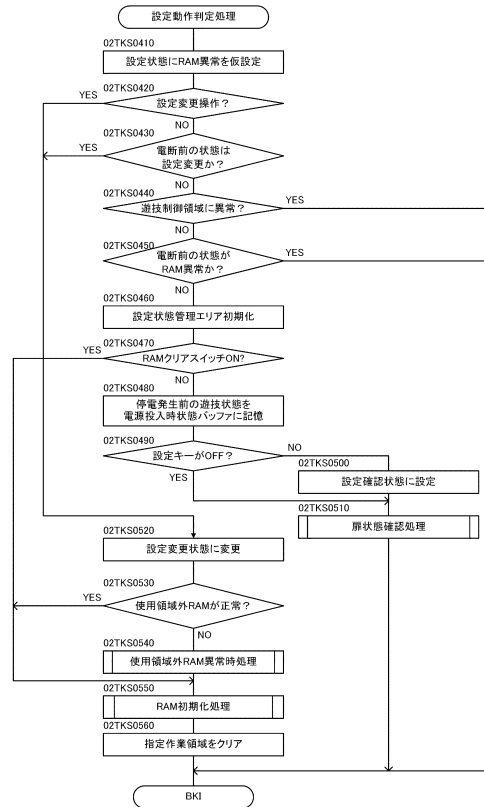 設定動作判定処理
02TKS0410
設定状態にRAM異常を仮設定
02TKS0420
YES
設定変更操作？
NO
02TKS0430
YES
電断前の状態は
設定変更か？
NO
02TKS0440
YES
遊技制御領域に異常？
NO
02TKS0450
YES
電断前の状態が
RAM異常か？
NO
02TKS0460
設定状態管理エリア初期化
02TKS0470
YES
RAMクリアスイッチON?
NO
02TKS0480
停電発生前の遊技状態を
電源投入時状態バッファに記憶
02TKS0490
NO
設定キーがOFF？
YES
02TKS0500
設定確認状態に設定
02TKS0510
扉状態確認処理
02TKS0520
設定変更状態に変更
02TKS0530
YES
使用領域外RAMが正常？
NO
02TKS0540
使用領域外RAM異常時処理
02TKS0550
RAM初期化処理
02TKS0560
指定作業領域をクリア
BKI